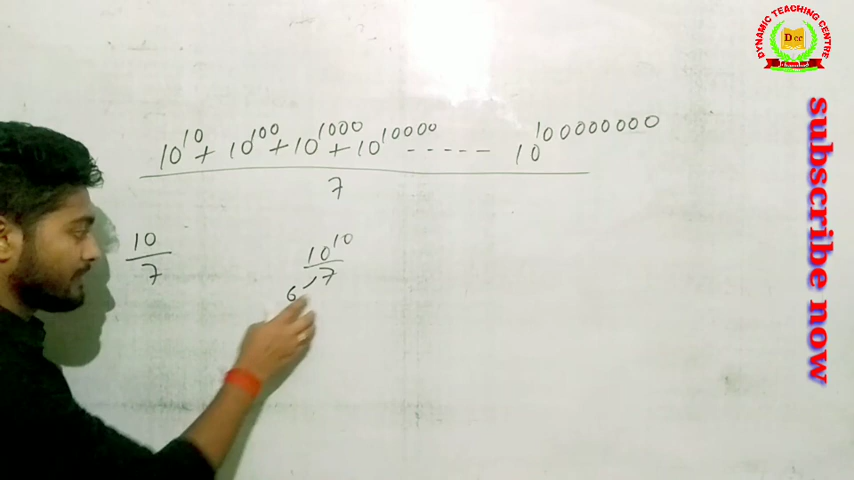 DYNAMIC TEACHING CENTRE
Dcc
subscribe now
10^10 + 10^100 + 10^1000 + 10^10000 ----- 10^100000000
7
10
7
10^10
7
6